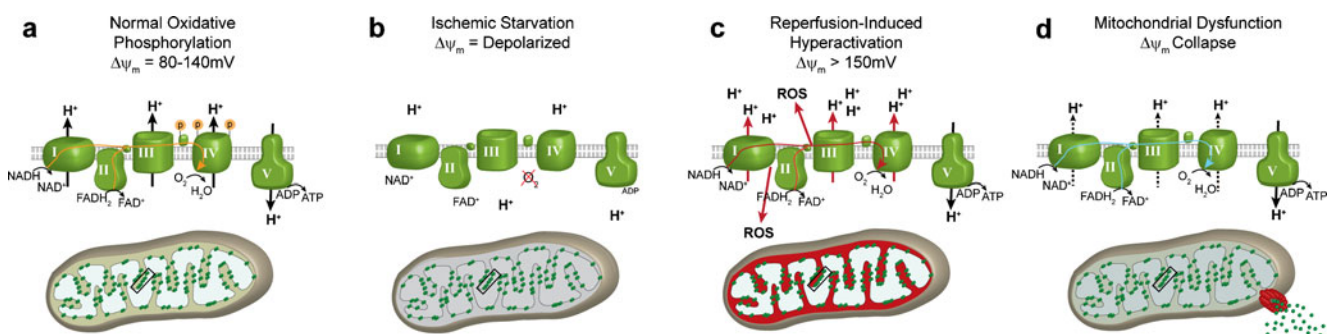 a
Normal Oxidative
Phosphorylation
Δψm = 80-140mV
H⁺
H⁺
H⁺
p
p
p
I
II
III
IV
V
NADH
NAD⁺
FADH₂
FAD⁺
O₂
H₂O
ADP
ATP
H⁺
b
Ischemic Starvation
Δψm = Depolarized
H⁺
H⁺
I
II
III
IV
V
NAD⁺
FAD⁺
O₂
ADP
H⁺
H⁺
c
Reperfusion-Induced
Hyperactivation
Δψm > 150mV
H⁺
H⁺
H⁺
ROS
H⁺
H⁺
H⁺
H⁺
H⁺
I
II
III
IV
V
NADH
NAD⁺
FADH₂
FAD⁺
O₂
H₂O
ADP
ATP
ROS
H⁺
d
Mitochondrial Dysfunction
Δψm Collapse
H⁺
H⁺
H⁺
I
II
III
IV
V
NADH
NAD⁺
FADH₂
FAD⁺
O₂
H₂O
ADP
ATP
H⁺